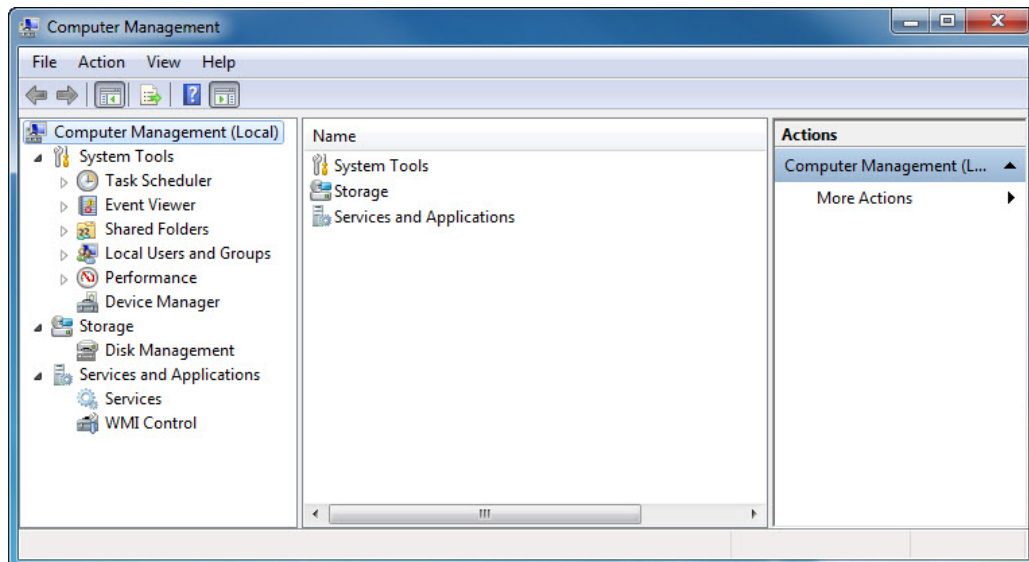 Computer Management
File Action View Help
Computer Management (Local)
System Tools
Task Scheduler
Event Viewer
Shared Folders
Local Users and Groups
Performance
Device Manager
Storage
Disk Management
Services and Applications
Services
WMI Control
Name
System Tools
Storage
Services and Applications
Actions
Computer Management (L...
More Actions